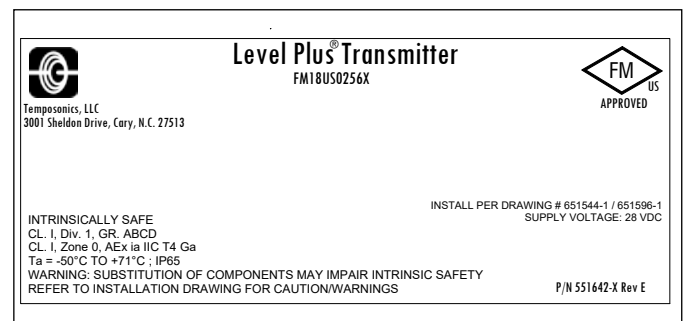 Level Plus® Transmitter
FM18US0256X
FM
US
APPROVED
Temposonics, LLC
3001 Sheldon Drive, Cary, N.C. 27513
INSTALL PER DRAWING # 651544-1 / 651596-1
SUPPLY VOLTAGE: 28 VDC
INTRINSICALLY SAFE
CL. I, Div. 1, GR. ABCD
CL. I, Zone 0, AEx ia IIC T4 Ga
Ta = -50°C TO +71°C ; IP65
WARNING: SUBSTITUTION OF COMPONENTS MAY IMPAIR INTRINSIC SAFETY
REFER TO INSTALLATION DRAWING FOR CAUTION/WARNINGS
P/N 551642-X Rev E